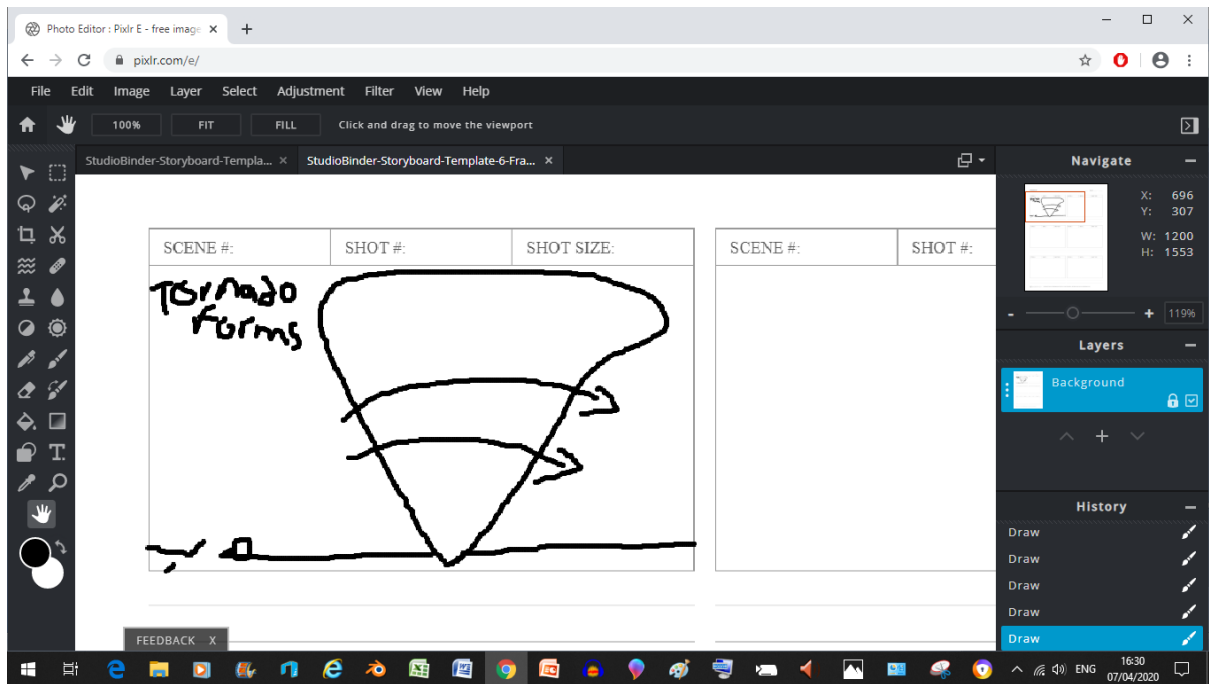 Photo Editor : Pixlr E - free image
pixlr.com/e/
File Edit Image Layer Select Adjustment Filter View Help
100% FIT FILL Click and drag to move the viewport
StudioBinder-Storyboard-Templa... × StudioBinder-Storyboard-Template-6-Fra... ×
Navigate
X: 696
Y: 307
W: 1200
H: 1553
- + 119%
Layers
Background
History
Draw
Draw
Draw
Draw
Draw
SCENE #: SHOT #: SHOT SIZE: SCENE #: SHOT #:
Tornado
Forms
FEEDBACK X
ENG 16:30
07/04/2020